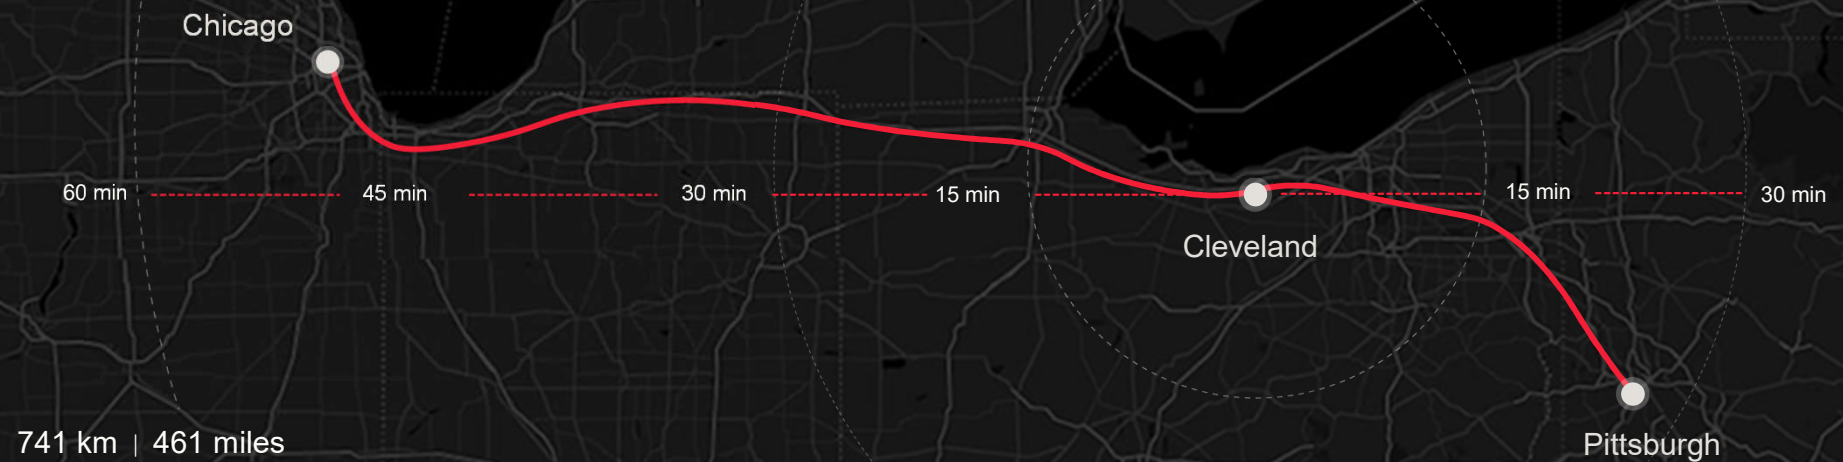 Chicago
60 min
45 min
30 min
15 min
15 min
30 min
Cleveland
741 km | 461 miles
Pittsburgh